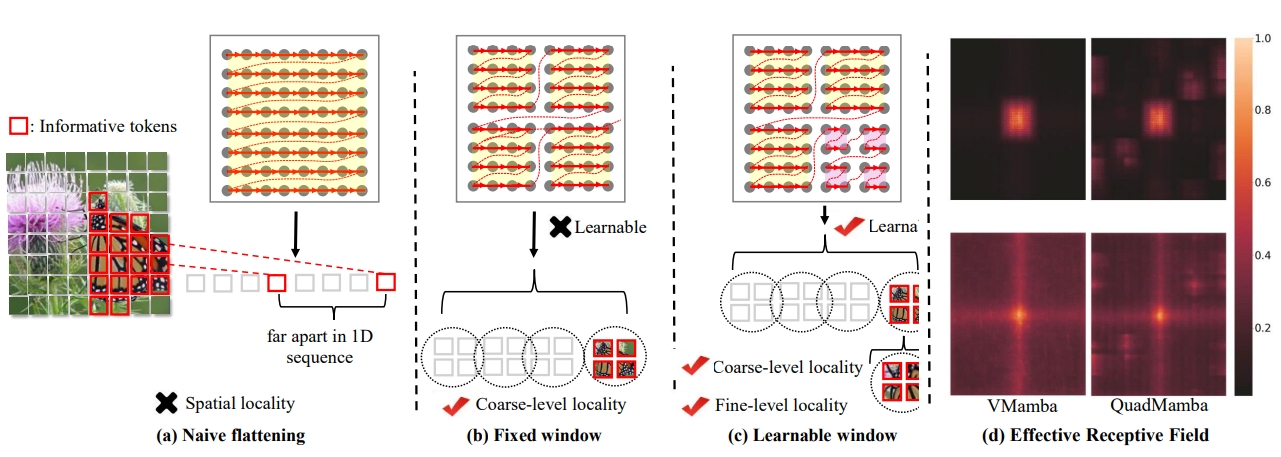 : Informative tokens
far apart in 1D
sequence
Spatial locality
(a) Naive flattening
Learnable
Coarse-level locality
(b) Fixed window
Learna
Coarse-level locality
Fine-level locality
(c) Learnable window
1.0
0.8
0.6
0.4
0.2
VMamba
QuadMamba
(d) Effective Receptive Field